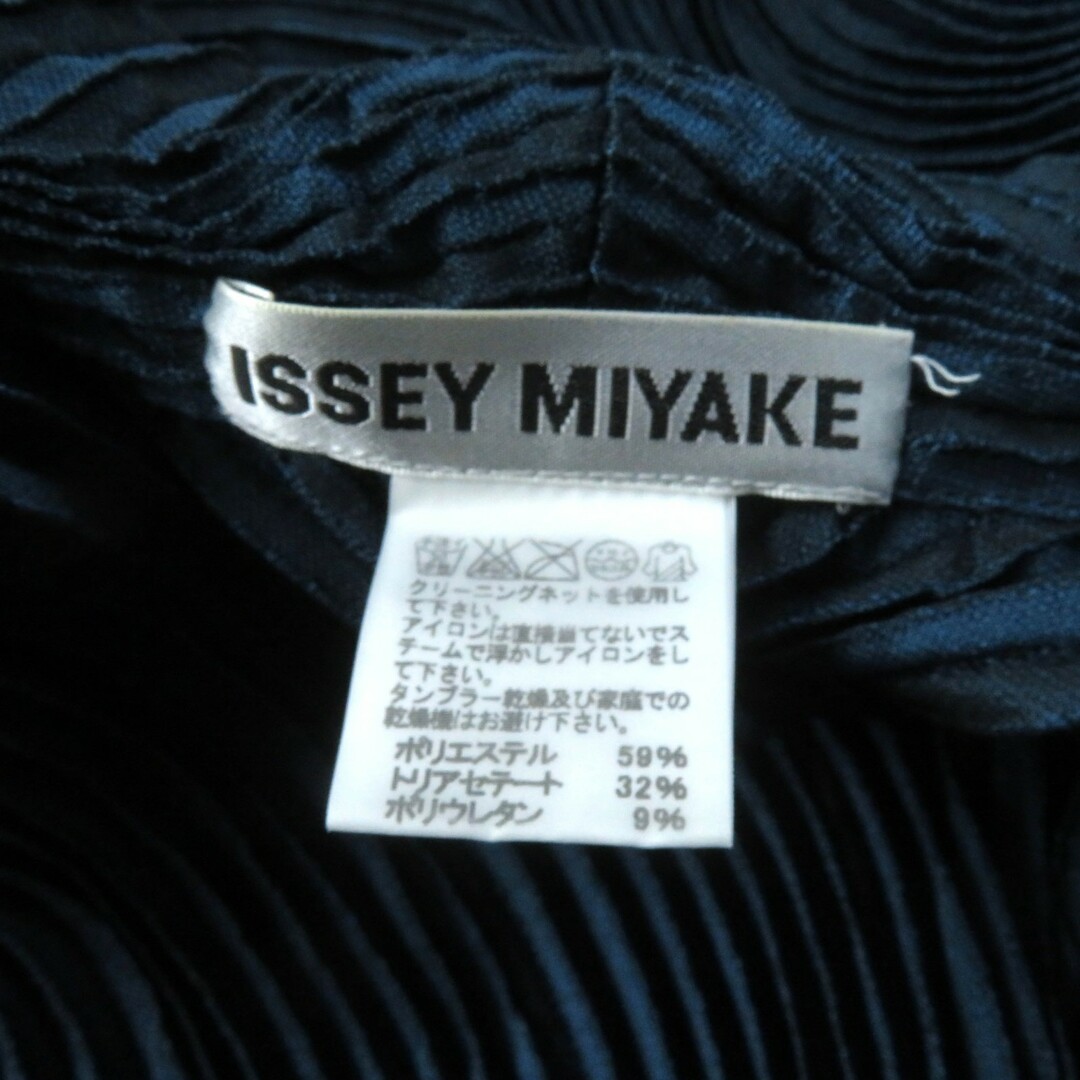 ISSEY MIYAKE
クリーニングネットを使用し
て下さい。
アイロンは直接当てないでス
チームで浮かしアイロンをし
て下さい。
タンブラー乾燥及び家庭での
乾燥機はお避け下さい。
ポリエステル 59%
トリアセテート 32%
ポリウレタン 9%